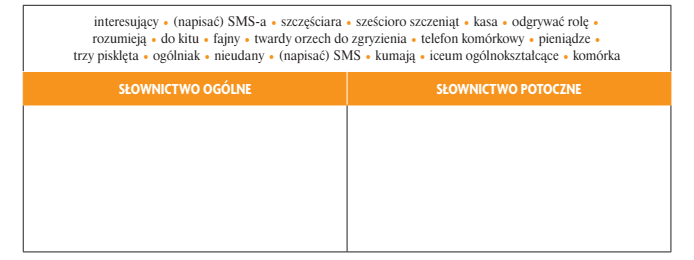 interesujący • (napisać) SMS-a • szczęściara • sześcioro szczeniąt • kasa • odgrywać rolę •
rozumieją • do kitu • fajny • twardy orzech do zgryzienia • telefon komórkowy • pieniądze •
trzy pisklęta • ogólniak • nieudany • (napisać) SMS • kumają • iceum ogólnokształcące • komórka
SŁOWNICTWO OGÓLNE
SŁOWNICTWO POTOCZNE